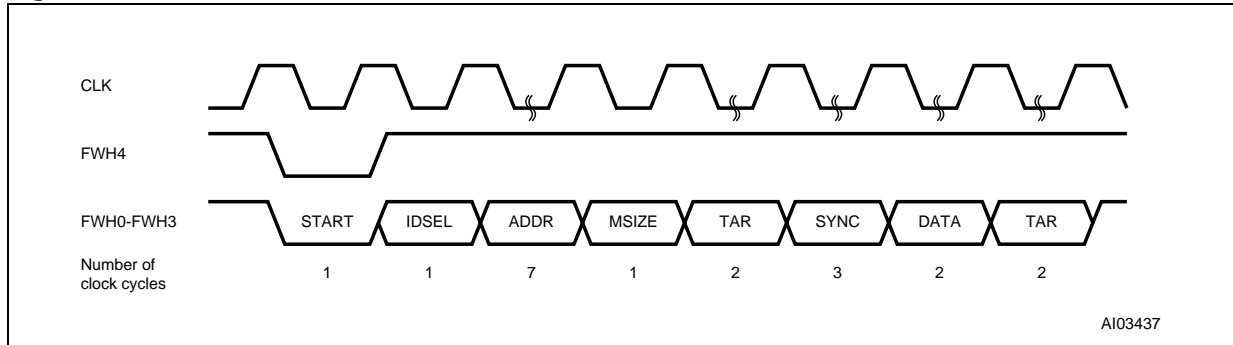 CLK
FWH4
FWH0-FWH3 START IDSEL ADDR MSIZE TAR SYNC DATA TAR
Number of
clock cycles 1 1 7 1 2 3 2 2
AI03437